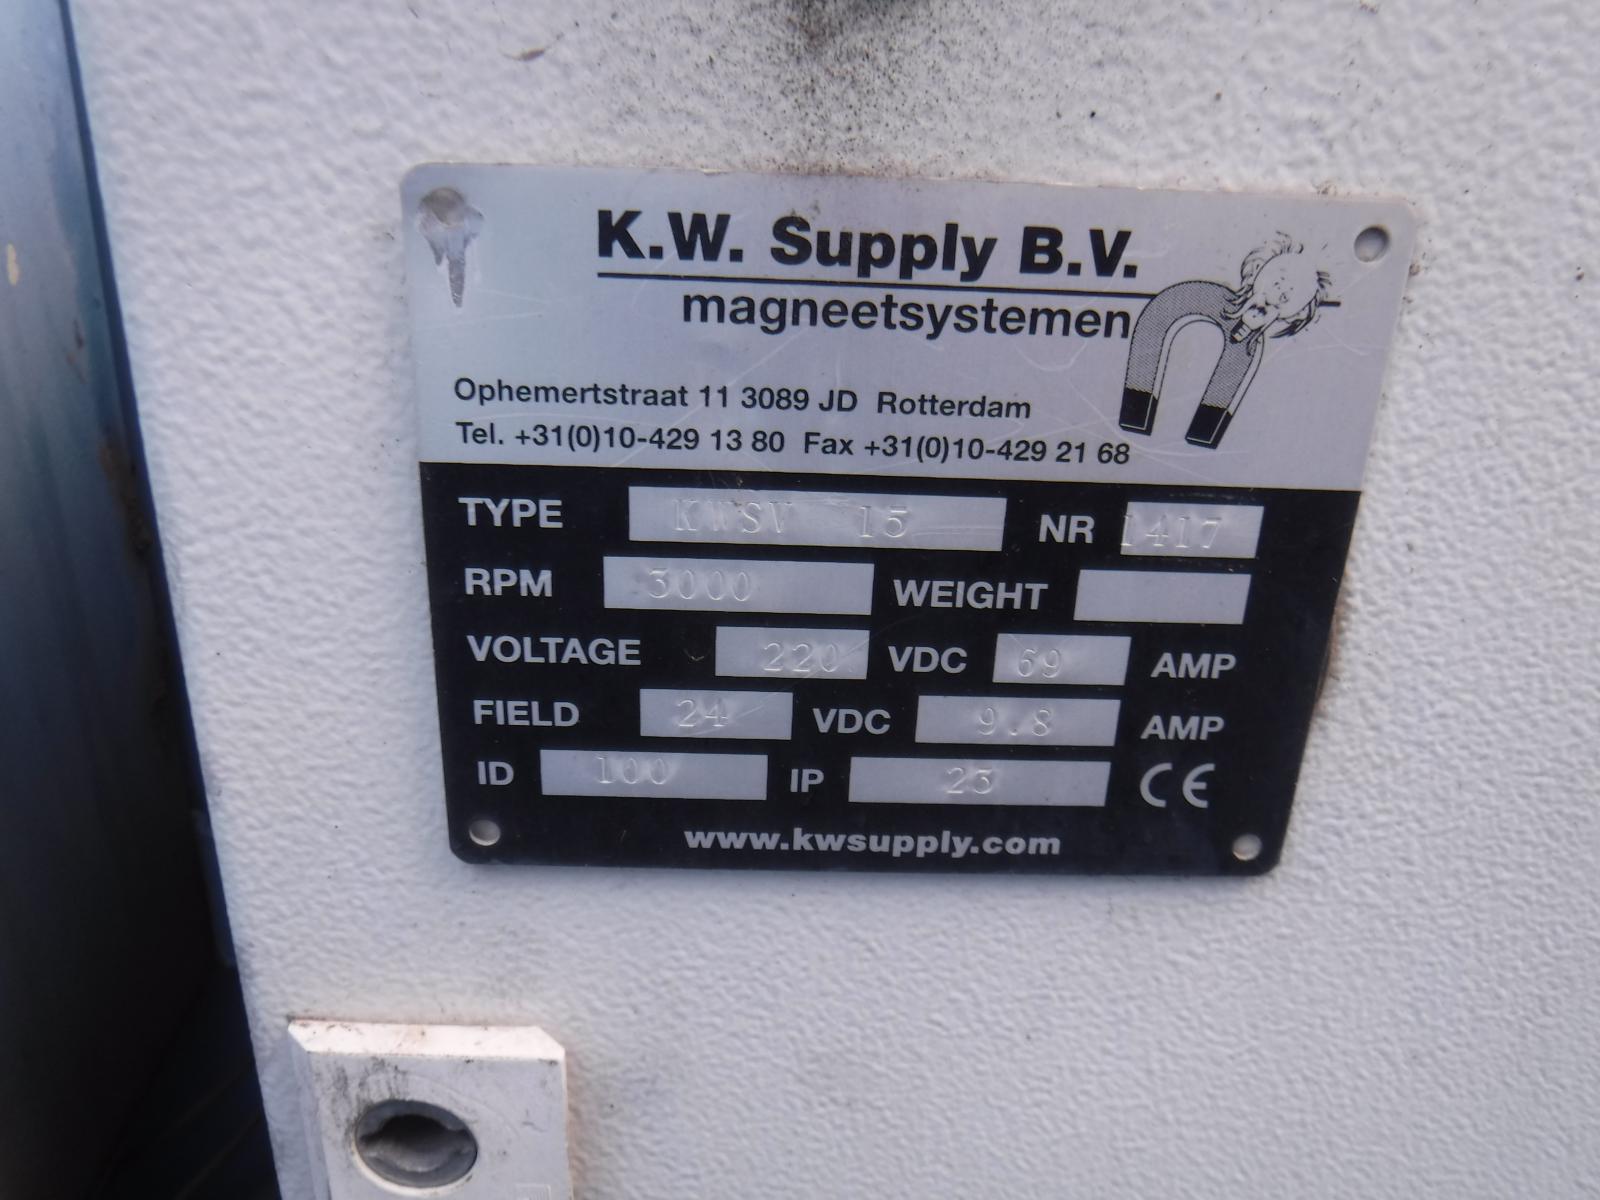 K.W. Supply B.V.
magneetsystemen
Ophemertstraat 11 3089 JD Rotterdam
Tel. +31(0)10-429 13 80 Fax +31(0)10-429 21 68
TYPE KWSV 15 NR 1417
RPM 3000 WEIGHT
VOLTAGE 220 VDC 69 AMP
FIELD 24 VDC 9.8 AMP
ID 100 IP 23 CE
www.kwsupply.com